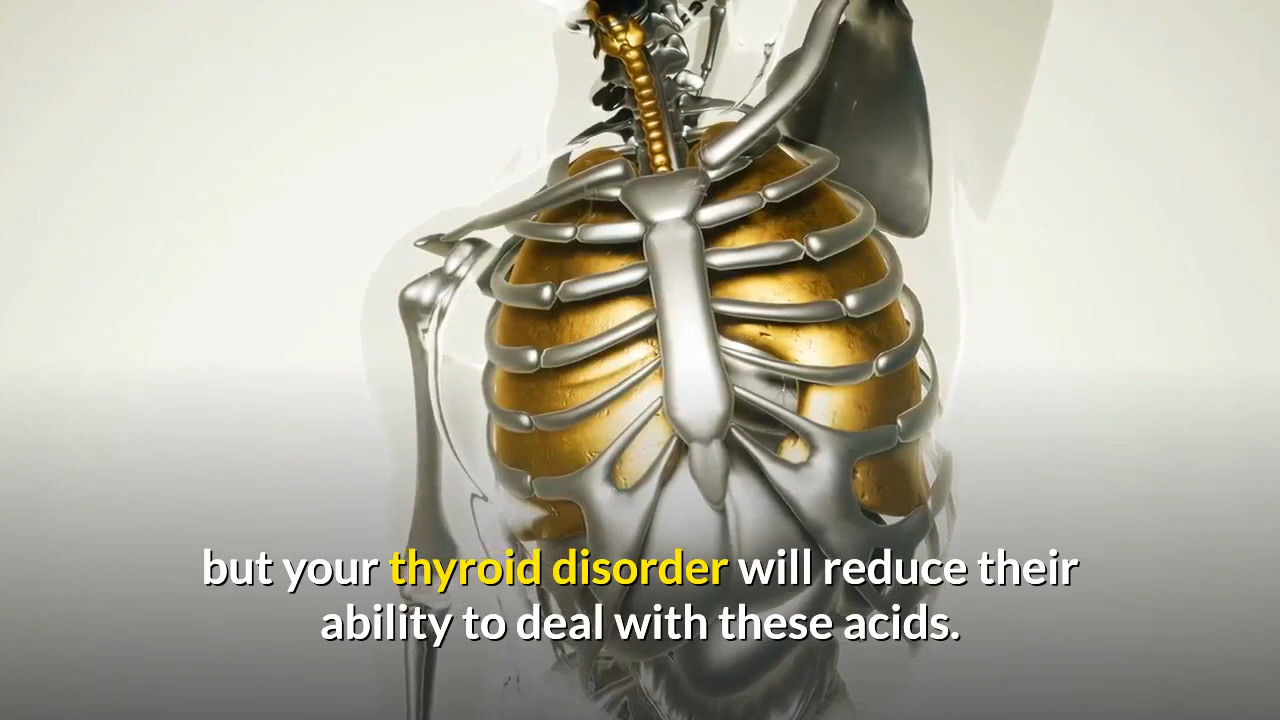 but your thyroid disorder will reduce their
ability to deal with these acids.